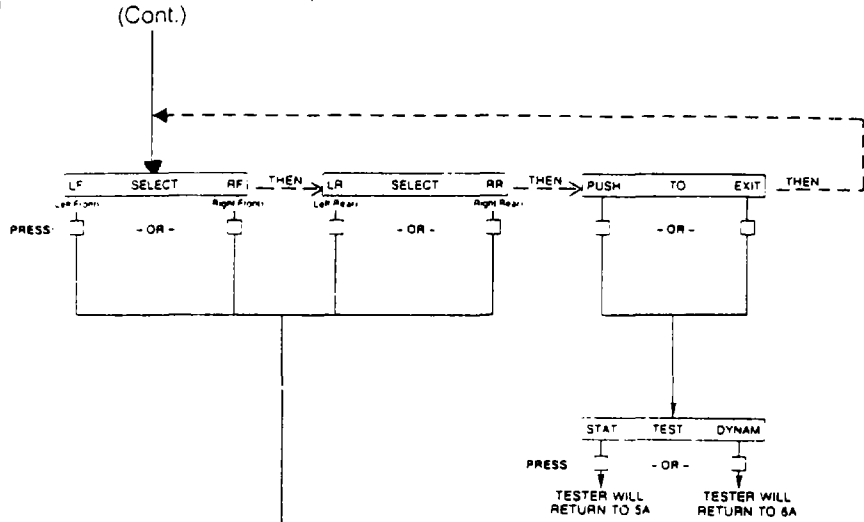 (Cont.)
LF SELECT RF THEN LR SELECT RR THEN PUSH TO EXIT THEN
(Left Front) (Right Front) (Left Rear) (Right Rear)
PRESS: - OR - - OR - - OR -
STAT TEST DYNAM
PRESS - OR -
TESTER WILL RETURN TO 5A
TESTER WILL RETURN TO 6A